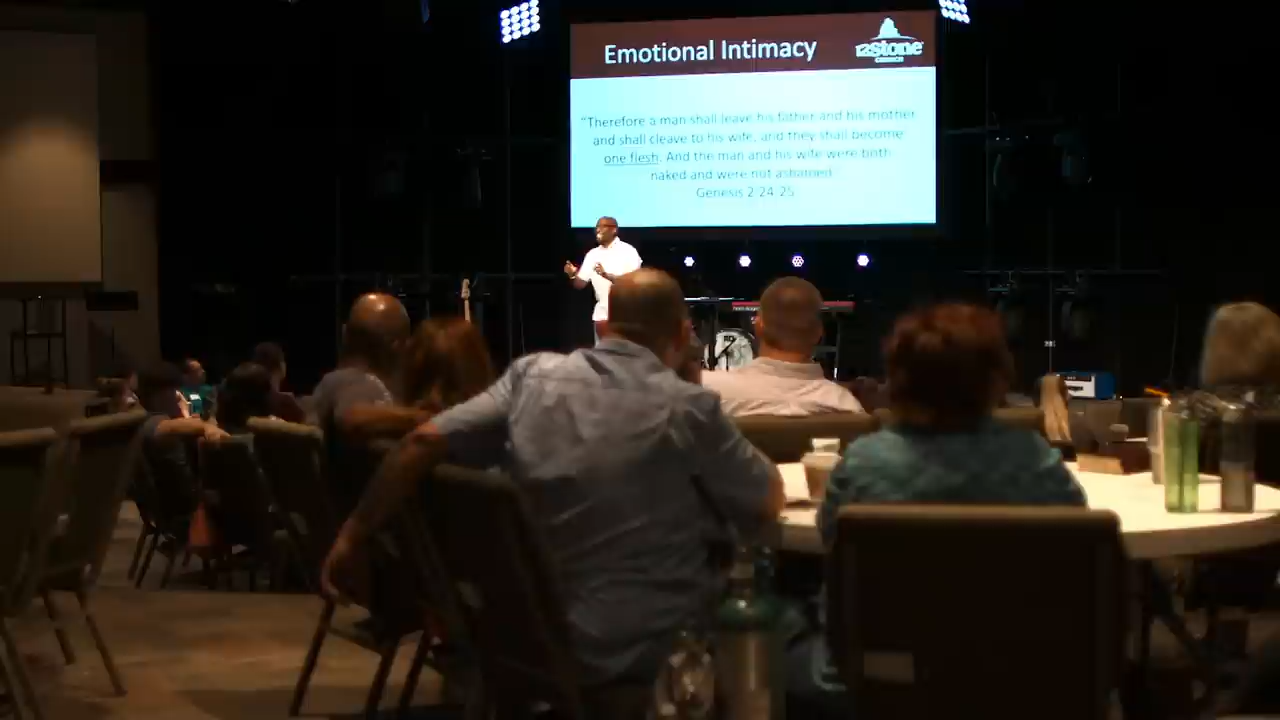 Emotional Intimacy
12stone
CHURCH
"Therefore a man shall leave his father and his mother
and shall cleave to his wife, and they shall become
one flesh. And the man and his wife were both
naked and were not ashamed.
Genesis 2:24-25